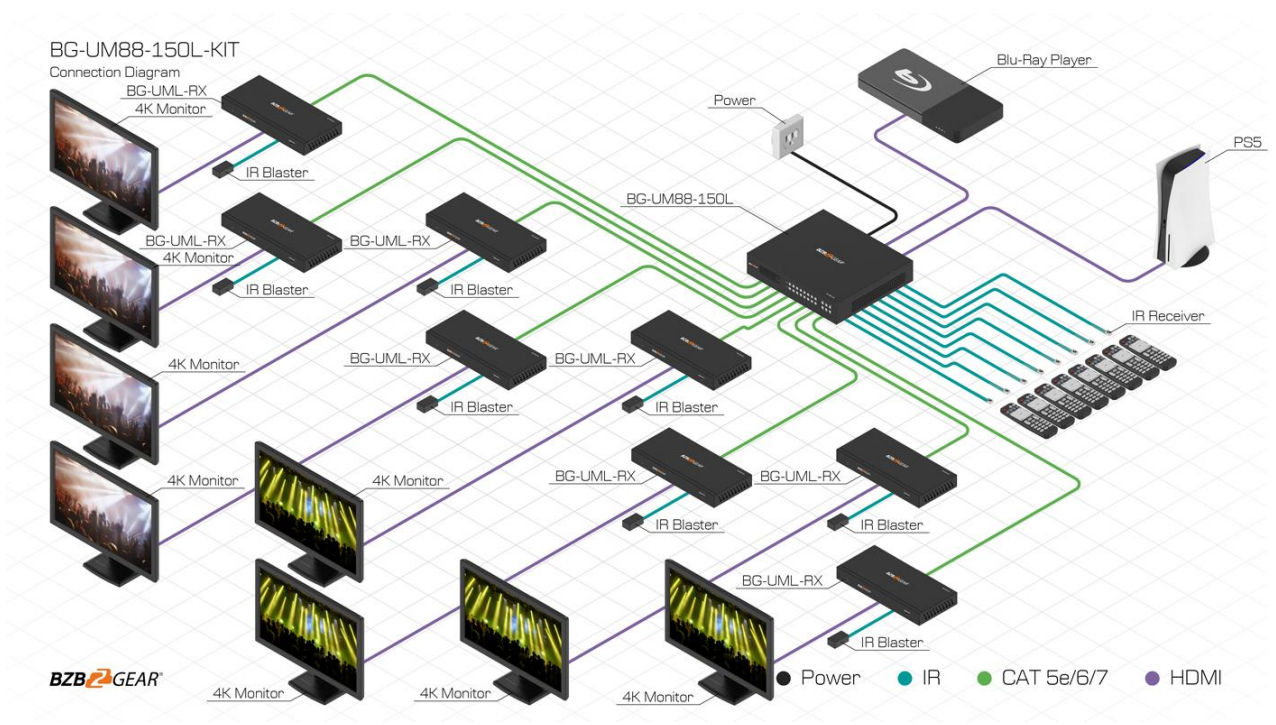 BG-UM88-150L-KIT
Connection Diagram
BG-UML-RX
4K Monitor
IR Blaster
Power
Blu-Ray Player
PS5
BG-UM88-150L
BG-UML-RX
4K Monitor
IR Blaster
BG-UML-RX
IR Blaster
IR Receiver
4K Monitor
BG-UML-RX
IR Blaster
BG-UML-RX
IR Blaster
4K Monitor
4K Monitor
BG-UML-RX
IR Blaster
BG-UML-RX
IR Blaster
BG-UML-RX
IR Blaster
4K Monitor
4K Monitor
4K Monitor
BZB GEAR®
Power
IR
CAT 5e/6/7
HDMI